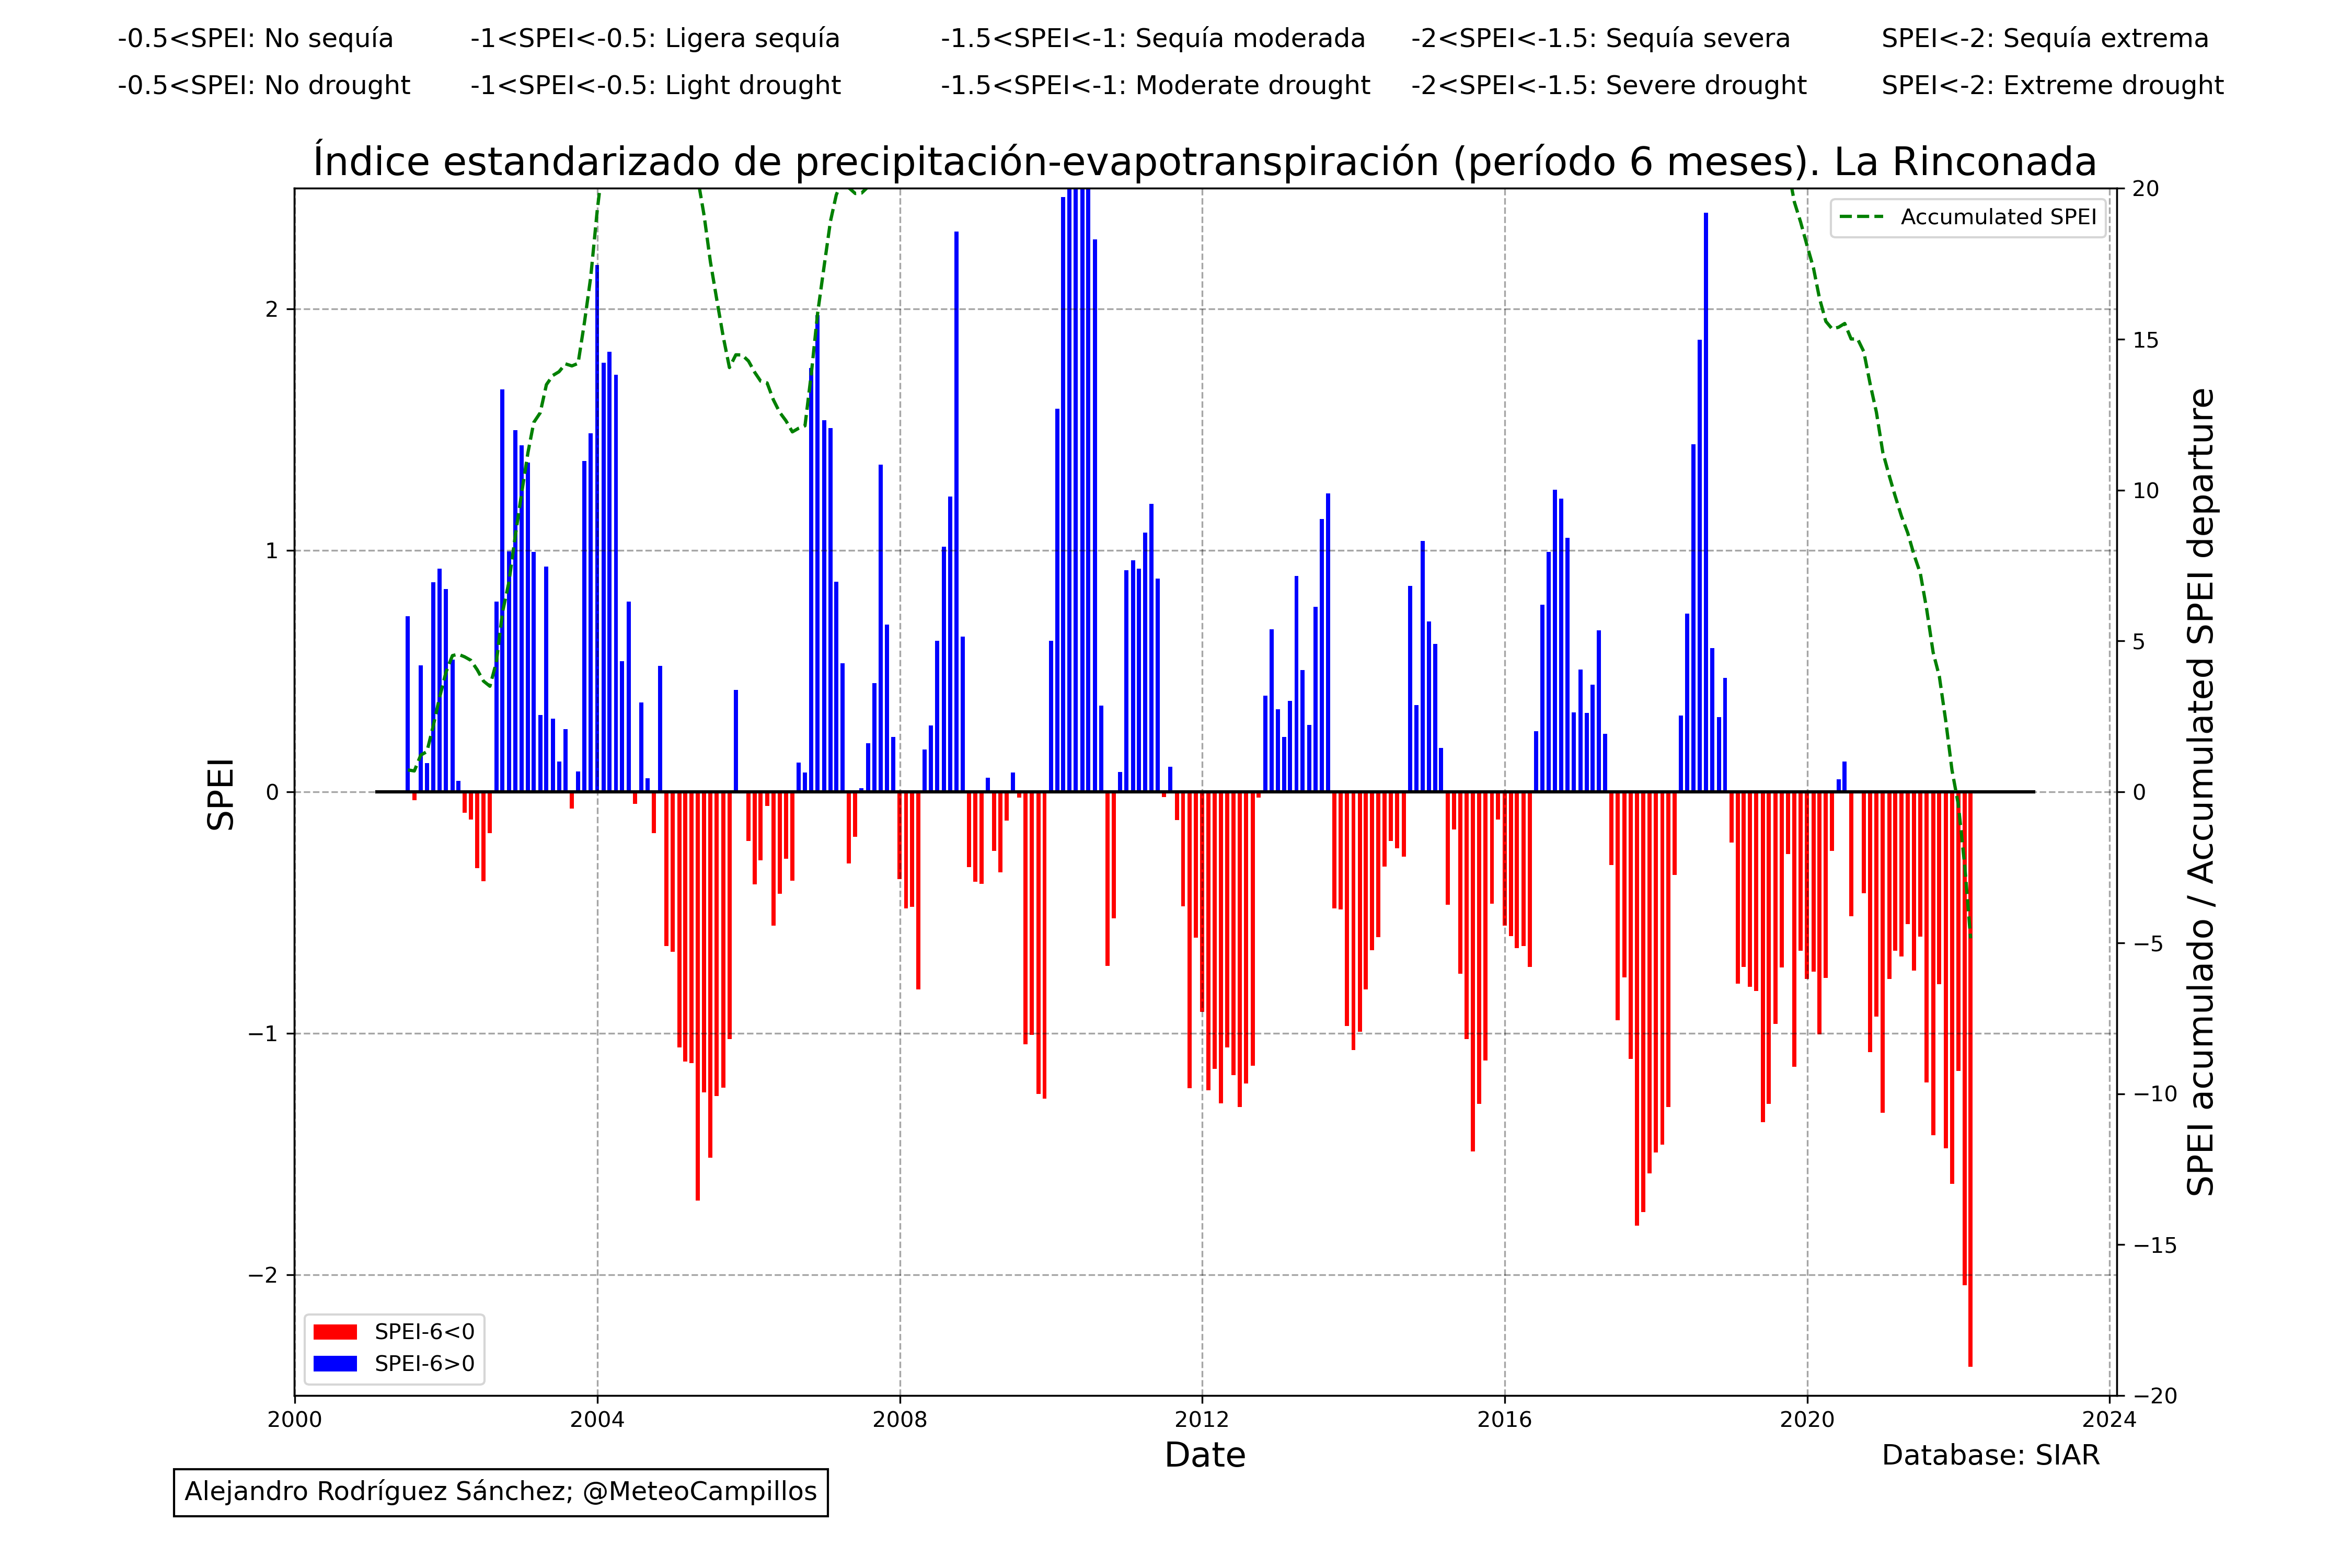 -0.5<SPEI: No sequía -1<SPEI<-0.5: Ligera sequía -1.5<SPEI<-1: Sequía moderada -2<SPEI<-1.5: Sequía severa SPEI<-2: Sequía extrema
-0.5<SPEI: No drought -1<SPEI<-0.5: Light drought -1.5<SPEI<-1: Moderate drought -2<SPEI<-1.5: Severe drought SPEI<-2: Extreme drought
Índice estandarizado de precipitación-evapotranspiración (período 6 meses). La Rinconada
Accumulated SPEI
SPEI
2
1
0
−1
−2
20
15
10
5
0
−5
−10
−15
−20
SPEI acumulado / Accumulated SPEI departure
SPEI-6<0
SPEI-6>0
2000 2004 2008 2012 2016 2020 2024
Date
Database: SIAR
Alejandro Rodríguez Sánchez; @MeteoCampillos